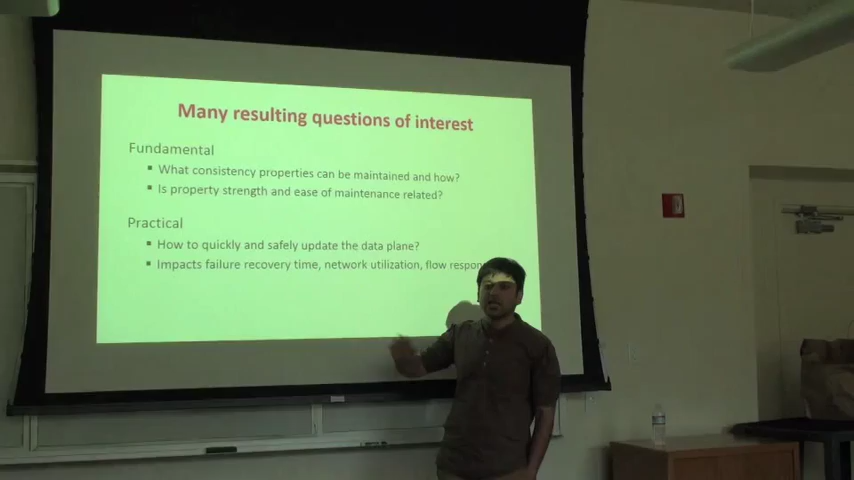 Many resulting questions of interest
Fundamental
▪ What consistency properties can be maintained and how?
▪ Is property strength and ease of maintenance related?
Practical
▪ How to quickly and safely update the data plane?
▪ Impacts failure recovery time, network utilization, flow